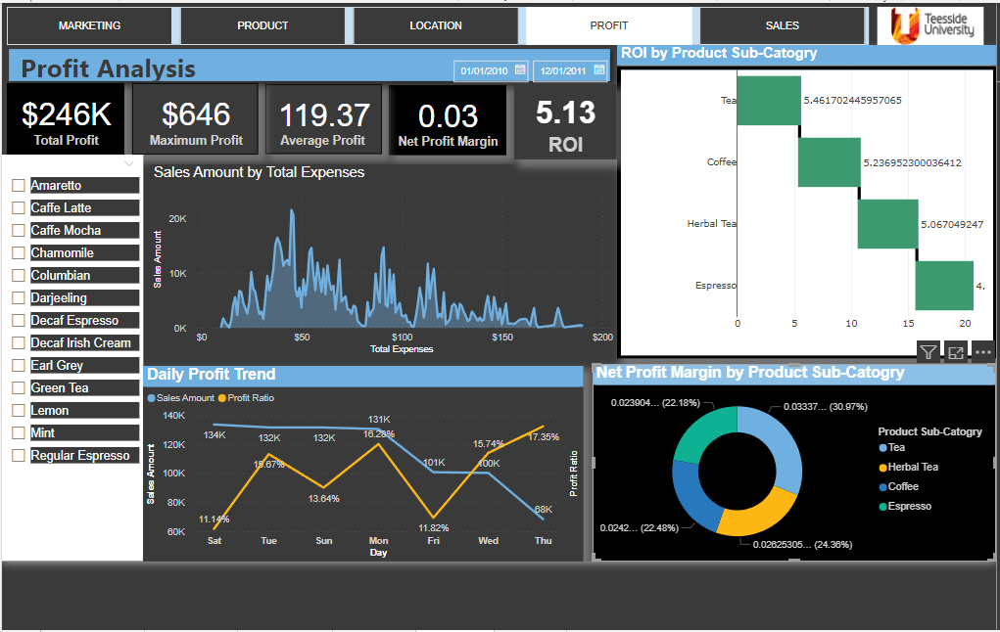 MARKETING
PRODUCT
LOCATION
PROFIT
SALES
Teesside
University
Profit Analysis
01/01/2010
12/01/2011
ROI by Product Sub-Catogry
$246K
Total Profit
$646
Maximum Profit
119.37
Average Profit
0.03
Net Profit Margin
5.13
ROI
Amaretto
Caffe Latte
Caffe Mocha
Chamomile
Columbian
Darjeeling
Decaf Espresso
Decaf Irish Cream
Earl Grey
Green Tea
Lemon
Mint
Regular Espresso
Sales Amount by Total Expenses
Sales Amount
20K
10K
0K
$0 $50 $100 $150 $200
Total Expenses
Tea
5.461702445957065
Coffee
5.236952300036412
Herbal Tea
5.067049247
Espresso
4.
0 5 10 15 20
Daily Profit Trend
Sales Amount Profit Ratio
Sales Amount
140K
120K
100K
80K
60K
134K
132K
132K
131K
101K
100K
68K
11.14%
15.67%
13.64%
16.28%
11.82%
15.74%
17.35%
Profit Ratio
Sat Tue Sun Mon Fri Wed Thu
Day
Net Profit Margin by Product Sub-Catogry
0.023904... (22.18%)
0.03337... (30.97%)
0.0242... (22.48%)
0.02625305... (24.36%)
Product Sub-Catogry
Tea
Herbal Tea
Coffee
Espresso